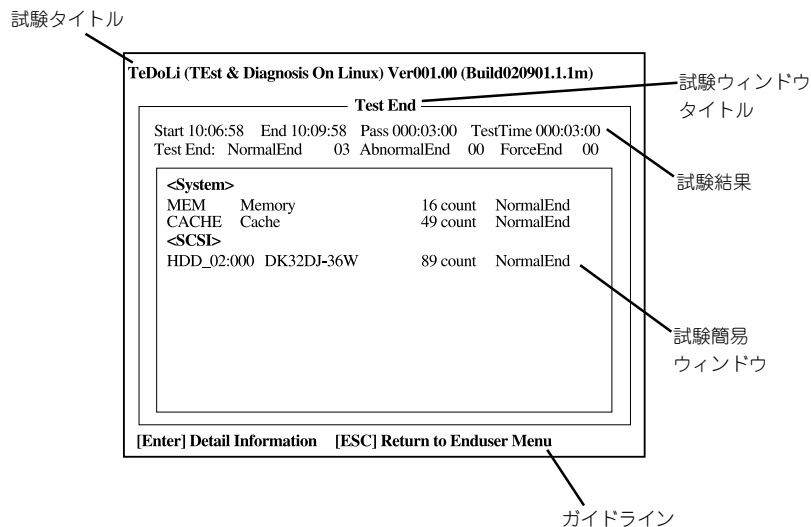 試験タイトル
TeDoLi (TEst & Diagnosis On Linux) Ver001.00 (Build020901.1.1m)
Test End
試験ウィンドウ
タイトル
Start 10:06:58 End 10:09:58 Pass 000:03:00 TestTime 000:03:00
Test End: NormalEnd 03 AbnormalEnd 00 ForceEnd 00
試験結果
<System>
MEM Memory 16 count NormalEnd
CACHE Cache 49 count NormalEnd
<SCSI>
HDD_02:000 DK32DJ-36W 89 count NormalEnd
試験簡易
ウィンドウ
[Enter] Detail Information [ESC] Return to Enduser Menu
ガイドライン